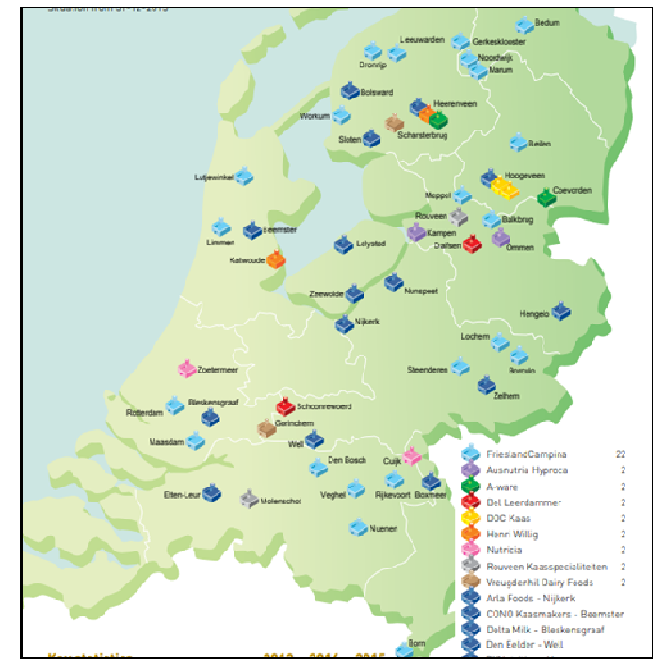 Bedum
Leeuwarden
Gerkesklooster
Dronrijp
Noordwijk
Marum
Bolsward
Heerenveen
Workum
Scharsterbrug
Sloten
Beilen
Hoogeveen
Lutjewinkel
Meppel
Coevorden
Rouveen
Balkbrug
Limmen
Beemster
Kampen
Lelystad
Dalfsen
Ommen
Katwoude
Zeewolde
Nunspeet
Hengelo
Nijkerk
Lochem
Zoetermeer
Steenderen
Borculo
Zelhem
Rotterdam
Bleskensgraaf
Schoonrewoerd
Gorinchem
Maasdam
Well
Den Bosch
Cuijk
FrieslandCampina 22
Ausnutria Hyproca 2
Etten-Leur
Molenschot
Veghel
Rijkevoort
Boxmeer
A-ware 2
Bel Leerdammer 2
DOC Kaas 2
Nuenen
Henri Willig 2
Nutricia 2
Rouveen Kaasspecialiteiten 2
Vreugdenhil Dairy Foods 2
Arla Foods - Nijkerk
CONO Kaasmakers - Beemster
Delta Milk - Bleskensgraaf
Den Eelder - Well
Born